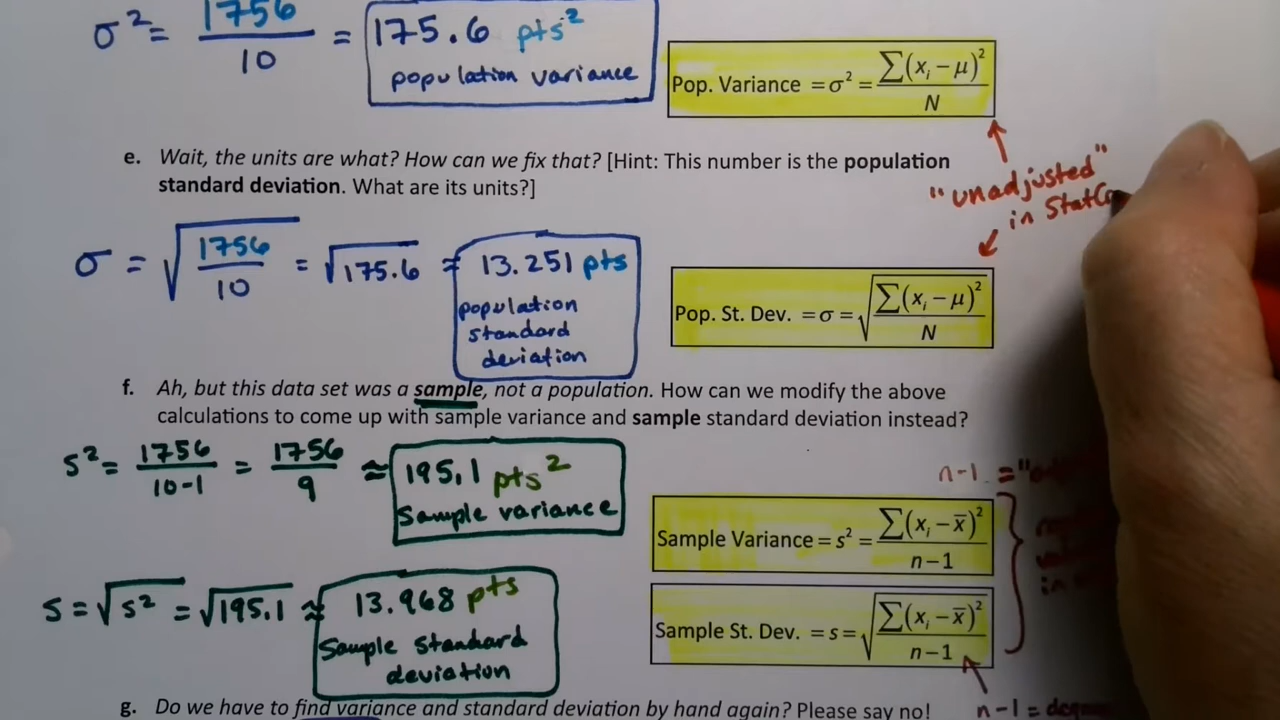 σ² = 1756/10 = 175.6 pts²
population variance
Pop. Variance = σ² = ∑(xᵢ − μ)² / N
e. Wait, the units are what? How can we fix that? [Hint: This number is the population
standard deviation. What are its units?]
"unadjusted"
in
σ = √(1756/10) = √175.6 ≈ 13.251 pts
population
standard
deviation
Pop. St. Dev. = σ = √(∑(xᵢ − μ)² / N)
f. Ah, but this data set was a sample, not a population. How can we modify the above
calculations to come up with sample variance and sample standard deviation instead?
s² = 1756/10-1 = 1756/9 ≈ 195.1 pts²
Sample variance
n-1 =
Sample Variance = s² = ∑(xᵢ − x̅)² / n−1
s = √s² = √195.1 ≈ 13.968 pts
Sample standard
deviation
Sample St. Dev. = s = √(∑(xᵢ − x̅)² / n−1)
n-1 =
g. Do we have to find variance and standard deviation by hand again? Please say no!